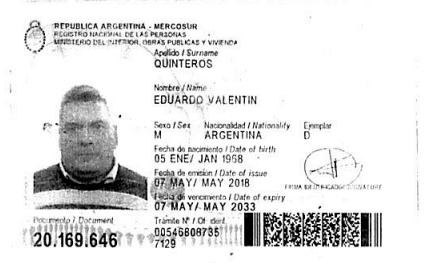 REPUBLICA ARGENTINA - MERCOSUR
REGISTRO NACIONAL DE LAS PERSONAS
MINISTERIO DEL INTERIOR, OBRAS PUBLICAS Y VIVIENDA
Apellido / Surname
QUINTEROS
Nombre / Name
EDUARDO VALENTIN
Sexo / Sex Nacionalidad / Nationality Ejemplar
M ARGENTINA D
Fecha de nacimiento / Date of birth
05 ENE/ JAN 1968
Fecha de emisión / Date of issue
07 MAY/ MAY 2018
Fecha de vencimiento / Date of expiry
07 MAY/ MAY 2033
FIRMA IDENTIFICADO / SIGNATURE
Documento / Document
Trámite Nº / Of. ident.
20.169.646
00546808735
7129